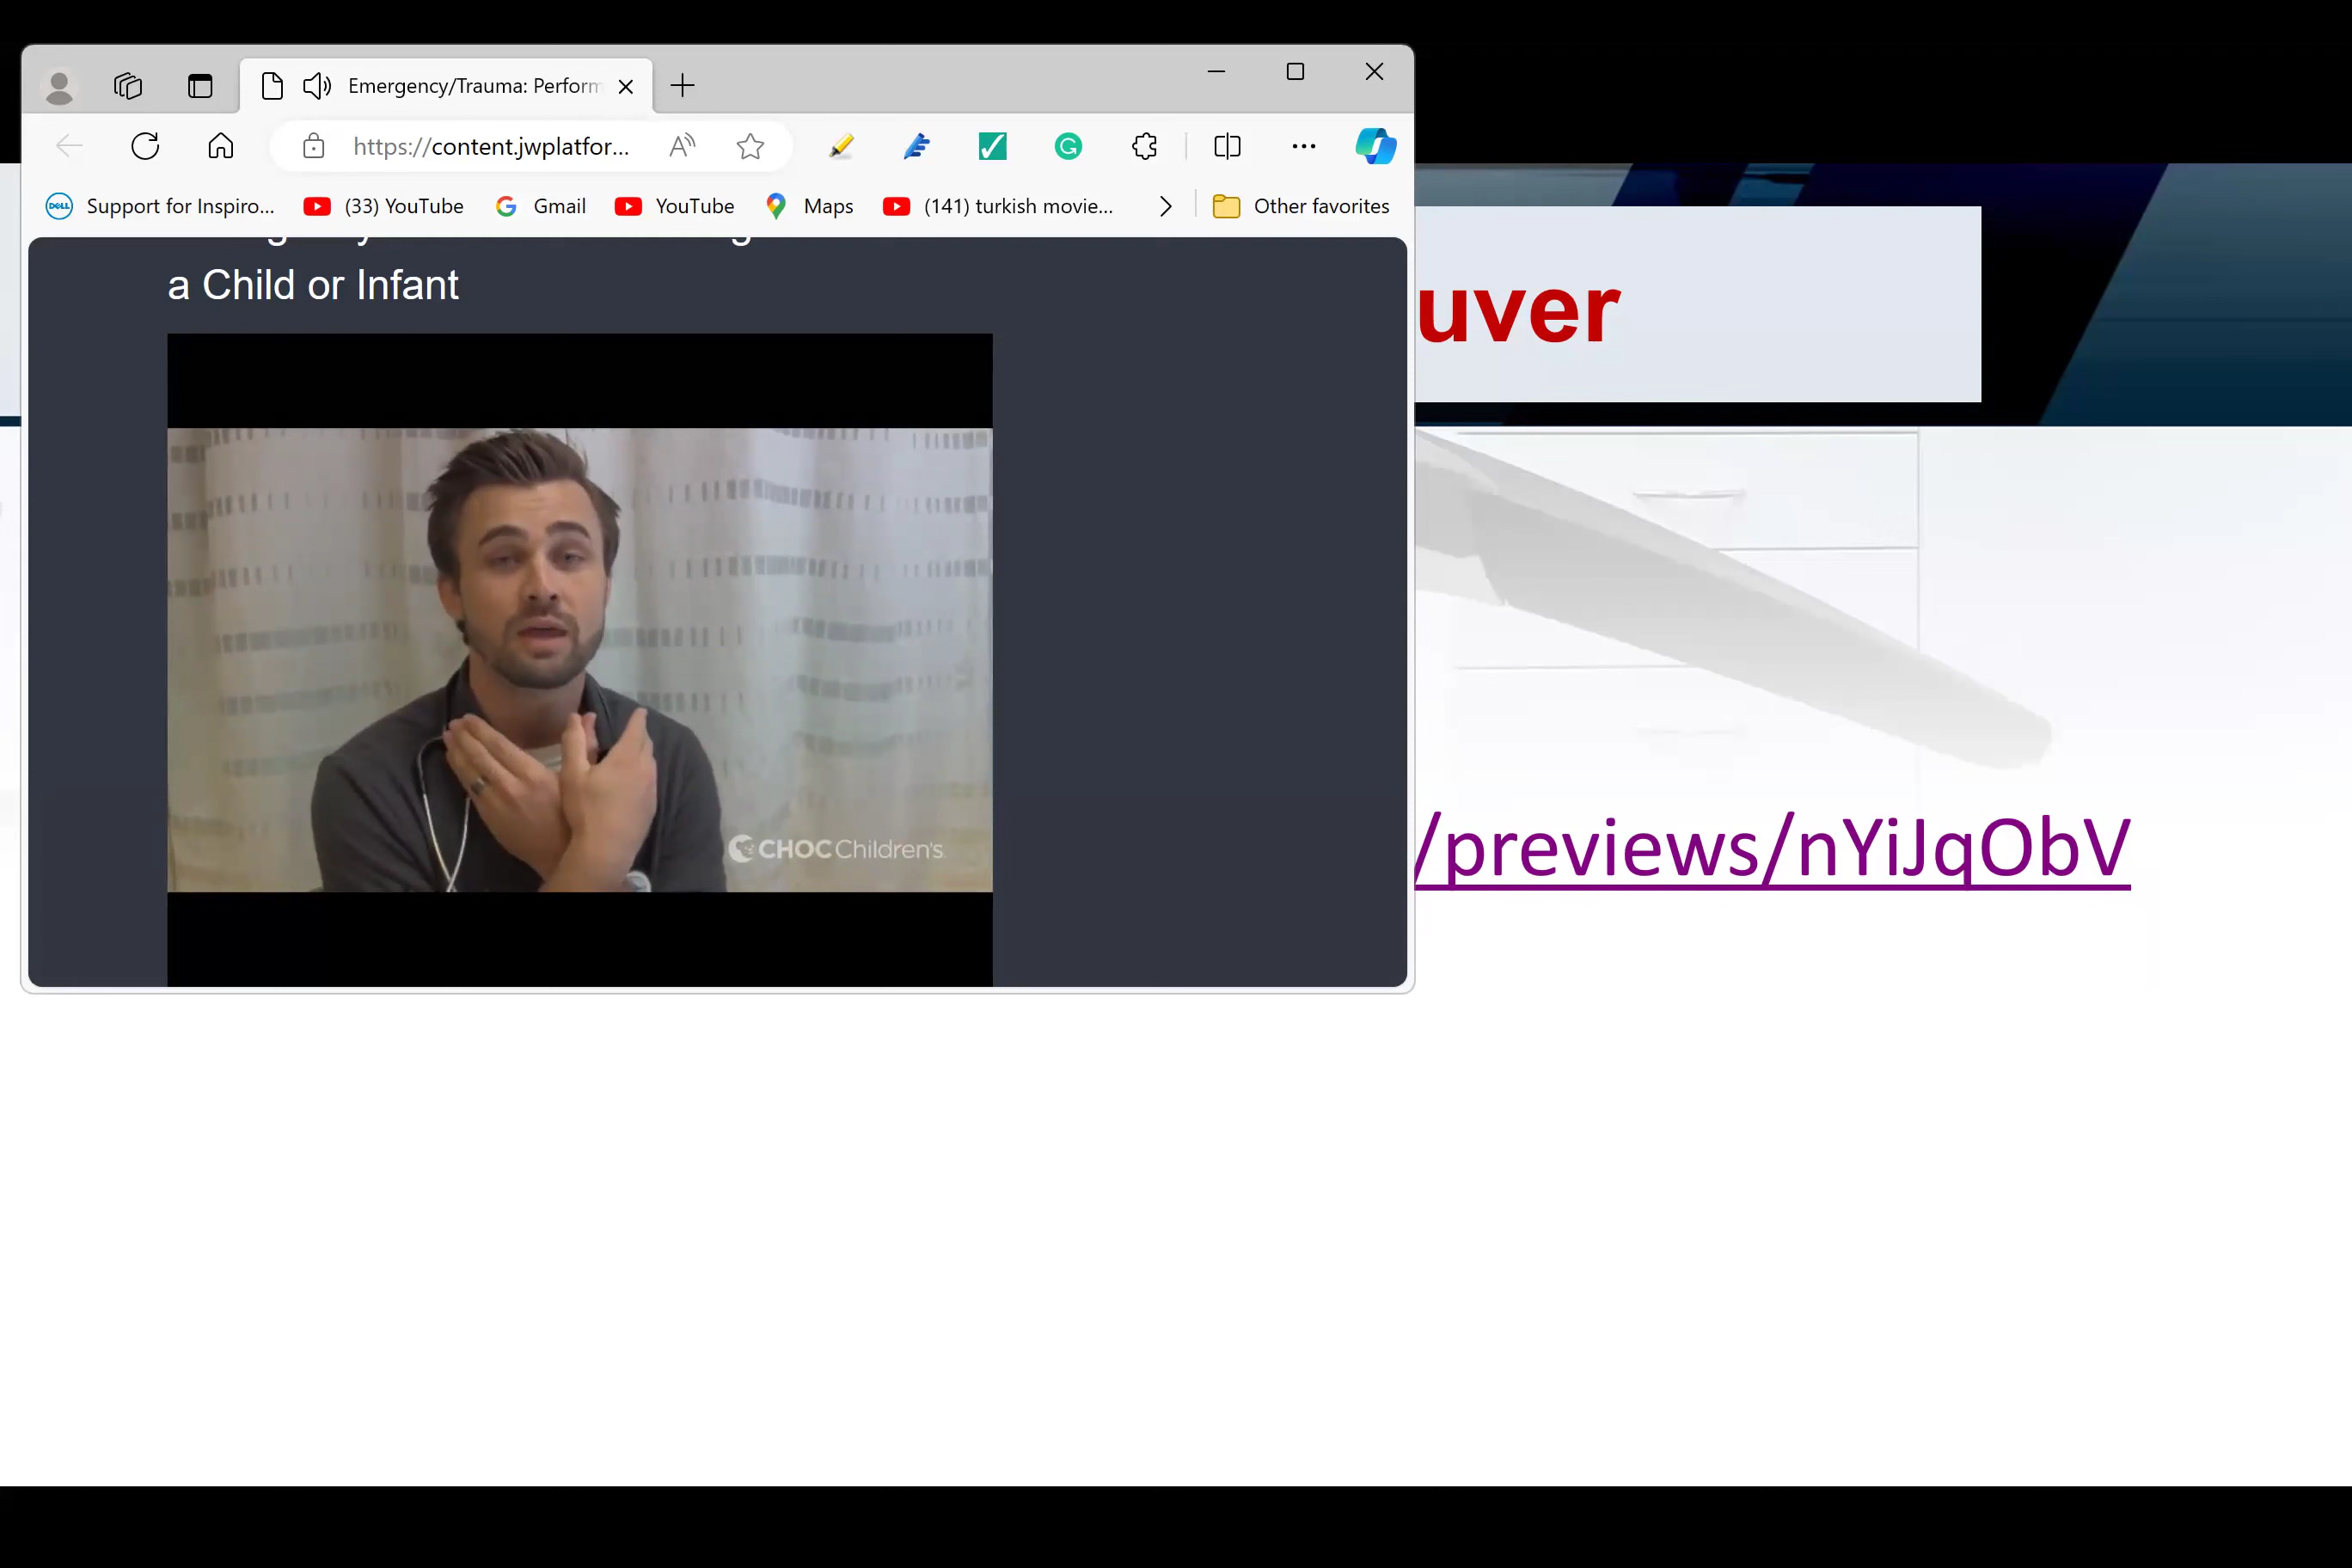 Emergency/Trauma: Perform
https://content.jwplatfor...
Support for Inspiro...
(33) YouTube
Gmail
YouTube
Maps
(141) turkish movie...
Other favorites
a Child or Infant
uver
CHOC Children's
/previews/nYiJqObV